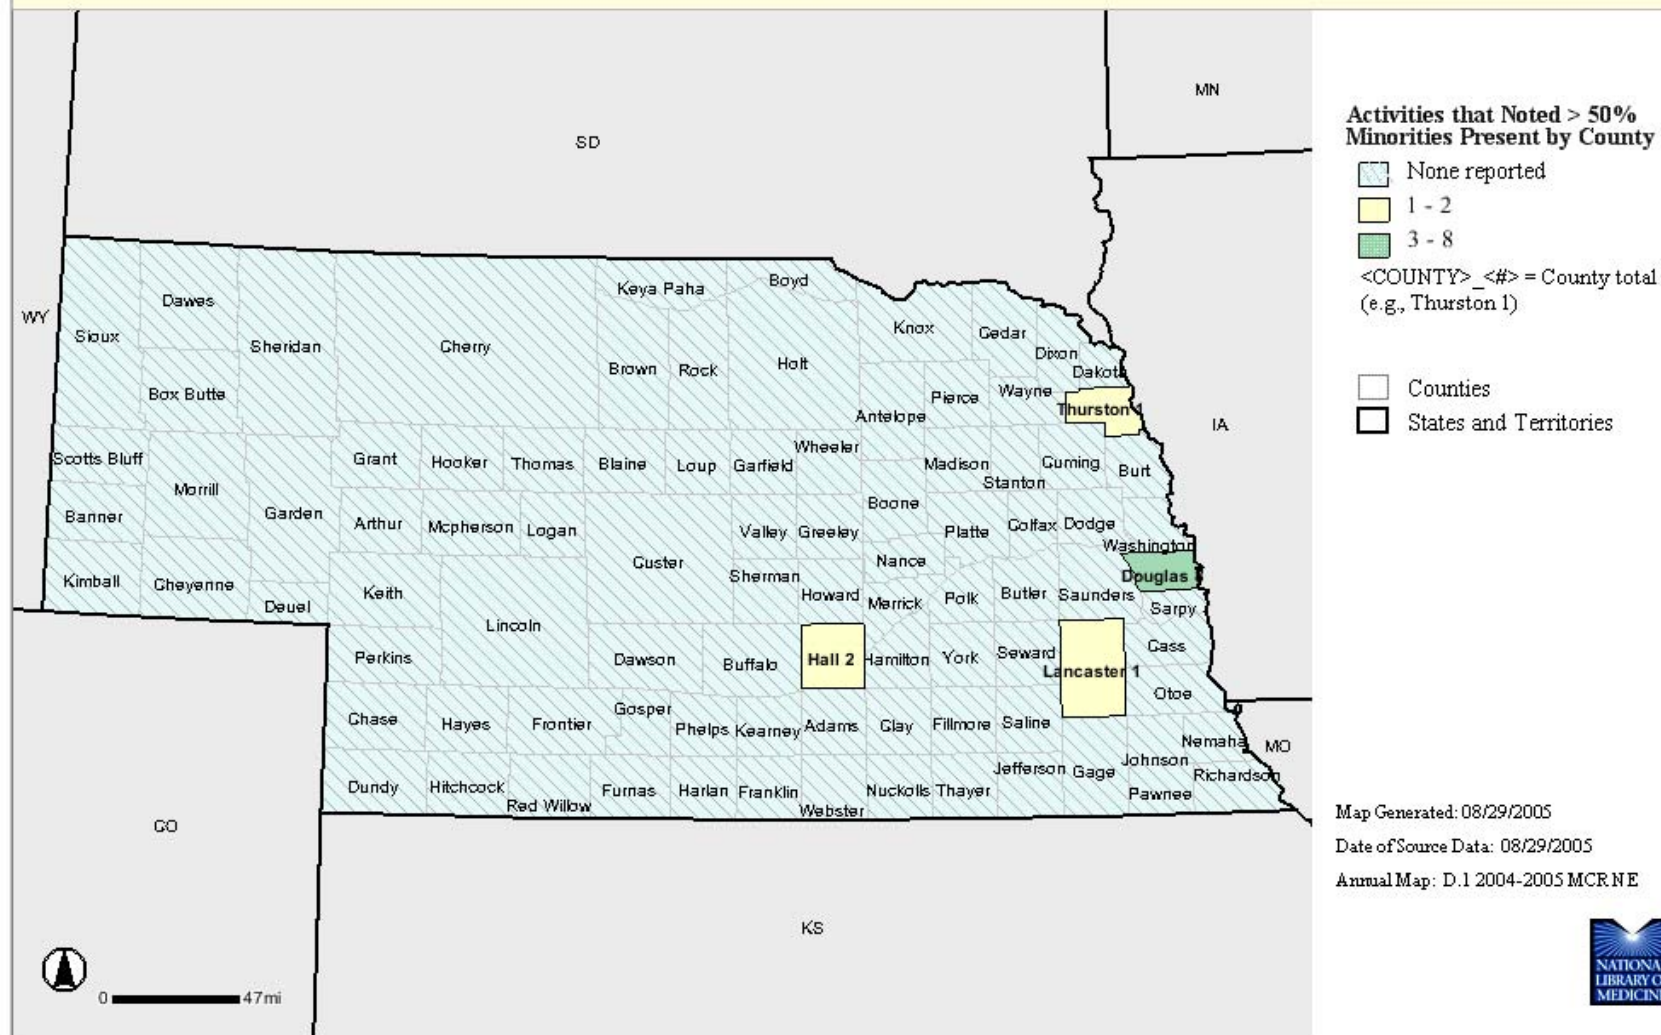 MN
SD
WY
IA
MO
CO
KS
Boyd
Keya Paha
Dawes
Knox
Cedar
Sioux
Sheridan
Cherry
Dixon
Holt
Brown
Rock
Dakota
Box Butte
Wayne
Pierce
Thurston 1
Antelope
Wheeler
Scotts Bluff
Grant
Hooker
Thomas
Blaine
Loup
Garfield
Madison
Cuming
Burt
Stanton
Morrill
Boone
Banner
Garden
Arthur
Mcpherson
Logan
Valley
Greeley
Platte
Colfax
Dodge
Washington
Custer
Nance
Kimball
Cheyenne
Sherman
Douglas
Keith
Howard
Merrick
Polk
Butler
Saunders
Deuel
Sarpy
Lincoln
Perkins
Dawson
Buffalo
Hall 2
Hamilton
York
Seward
Cass
Lancaster 1
Otoe
Gosper
Chase
Hayes
Frontier
Phelps
Kearney
Adams
Clay
Fillmore
Saline
Nemaha
Johnson
Jefferson
Gage
Richardson
Dundy
Hitchcock
Red Willow
Furnas
Harlan
Franklin
Webster
Nuckolls
Thayer
Pawnee
0
47mi
Activities that Noted > 50%
Minorities Present by County
None reported
1 - 2
3 - 8
<COUNTY>_<#> = County total
(e.g., Thurston 1)
Counties
States and Territories
Map Generated: 08/29/2005
Date of Source Data: 08/29/2005
Annual Map: D.1 2004-2005 MCR NE
NATIONAL
LIBRARY OF
MEDICINE